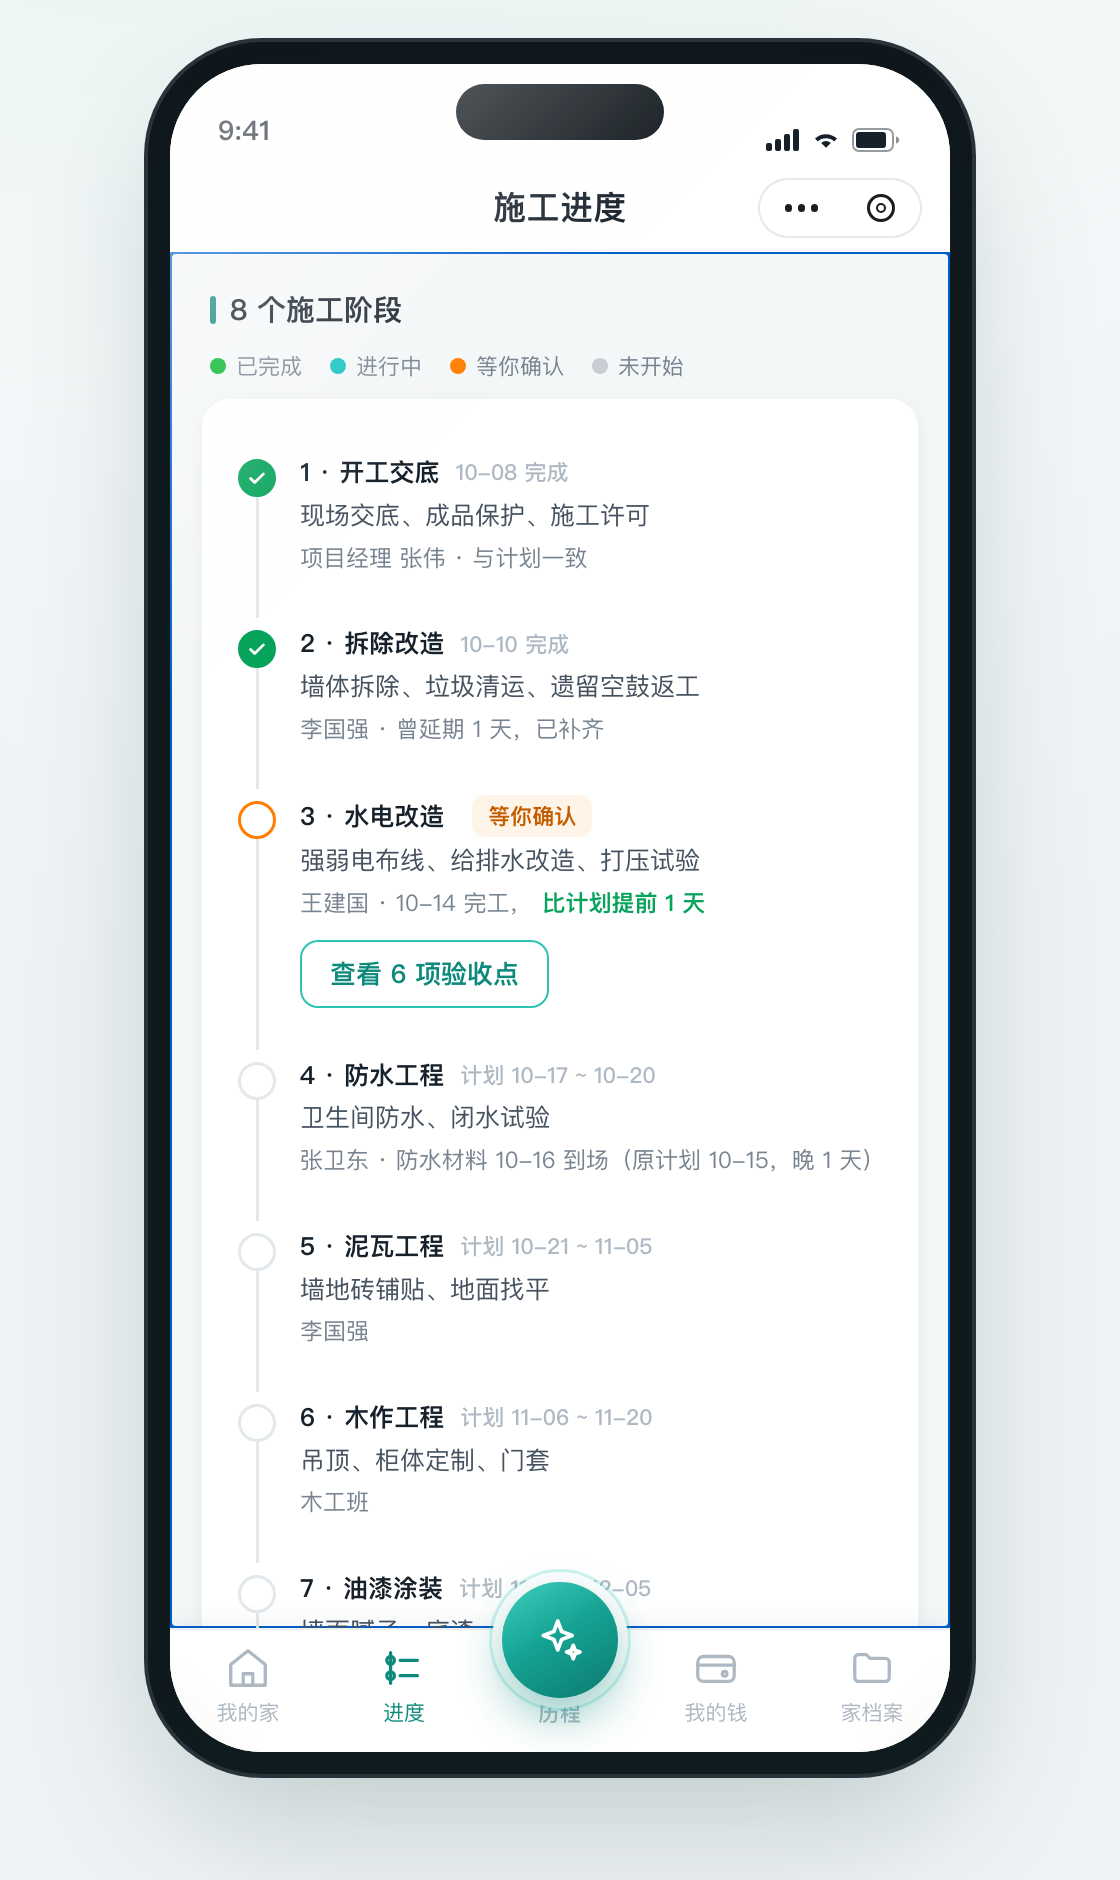 9:41
施工进度
8 个施工阶段
已完成 进行中 等你确认 未开始
1 · 开工交底 10-08 完成
现场交底、成品保护、施工许可
项目经理 张伟 · 与计划一致
2 · 拆除改造 10-10 完成
墙体拆除、垃圾清运、遗留空鼓返工
李国强 · 曾延期 1 天，已补齐
3 · 水电改造 等你确认
强弱电布线、给排水改造、打压试验
王建国 · 10-14 完工， 比计划提前 1 天
查看 6 项验收点
4 · 防水工程 计划 10-17 ~ 10-20
卫生间防水、闭水试验
张卫东 · 防水材料 10-16 到场（原计划 10-15，晚 1 天）
5 · 泥瓦工程 计划 10-21 ~ 11-05
墙地砖铺贴、地面找平
李国强
6 · 木作工程 计划 11-06 ~ 11-20
吊顶、柜体定制、门套
木工班
7 · 油漆涂装 计划
我的家 进度 历程 我的钱 家档案